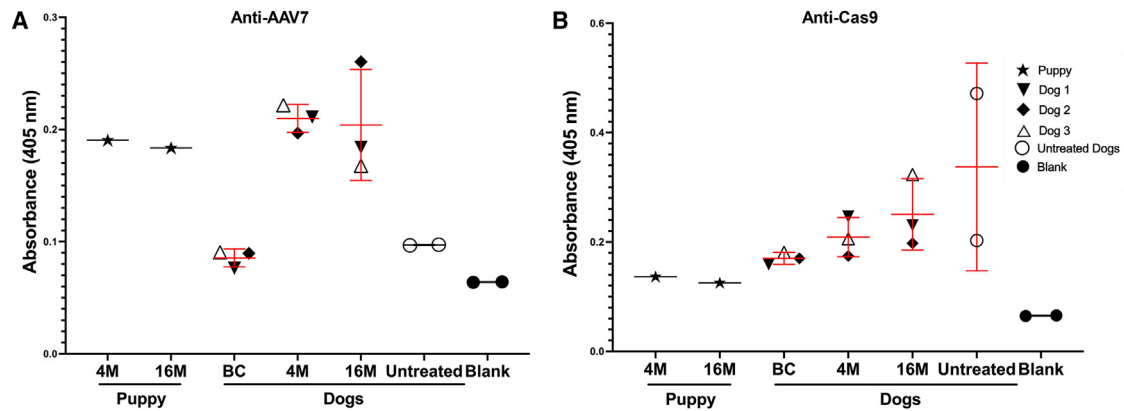 A
Anti-AAV7
0.3
0.2
0.1
0.0
Absorbance (405 nm)
4M 16M BC 4M 16M Untreated Blank
Puppy Dogs
B
Anti-Cas9
0.6
0.4
0.2
0.0
Absorbance (405 nm)
4M 16M BC 4M 16M Untreated Blank
Puppy Dogs
Puppy
Dog 1
Dog 2
Dog 3
Untreated Dogs
Blank